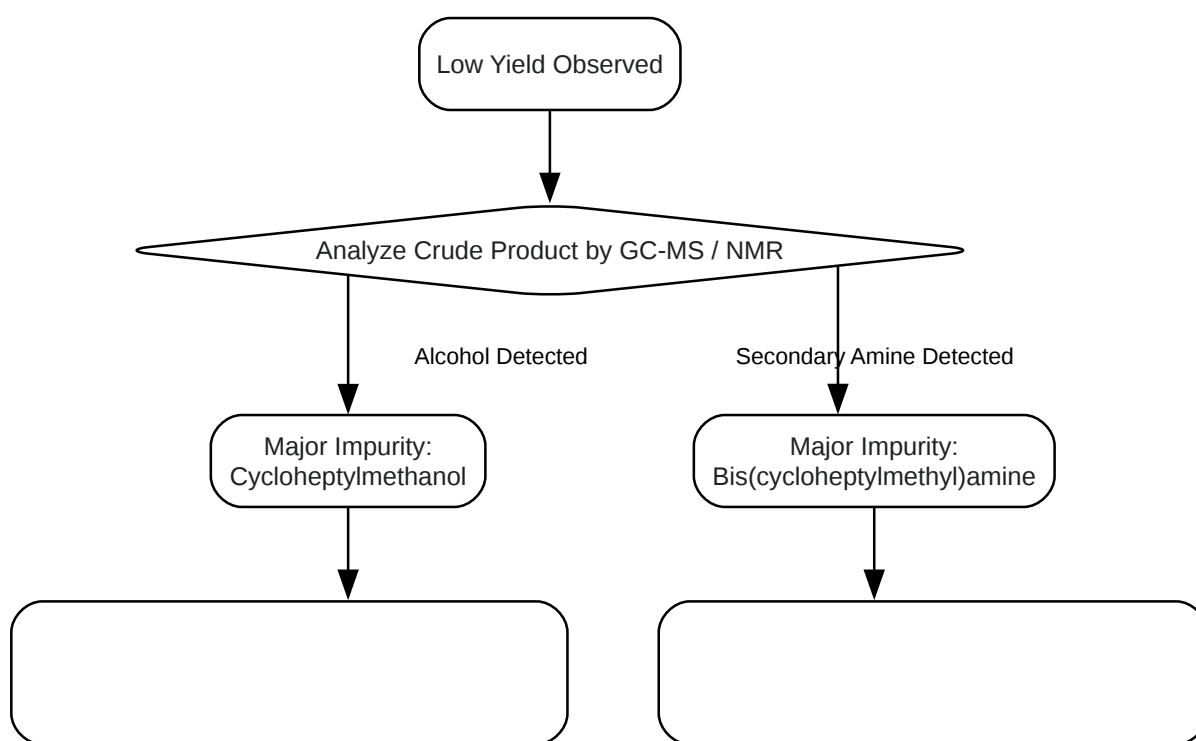 Low Yield Observed
Analyze Crude Product by GC-MS / NMR
Alcohol Detected
Secondary Amine Detected
Major Impurity:
Cycloheptylmethanol
Major Impurity:
Bis(cycloheptylmethyl)amine